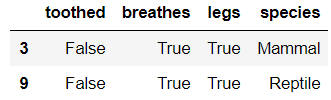 toothed breathes legs species
3 False True True Mammal
9 False True True Reptile